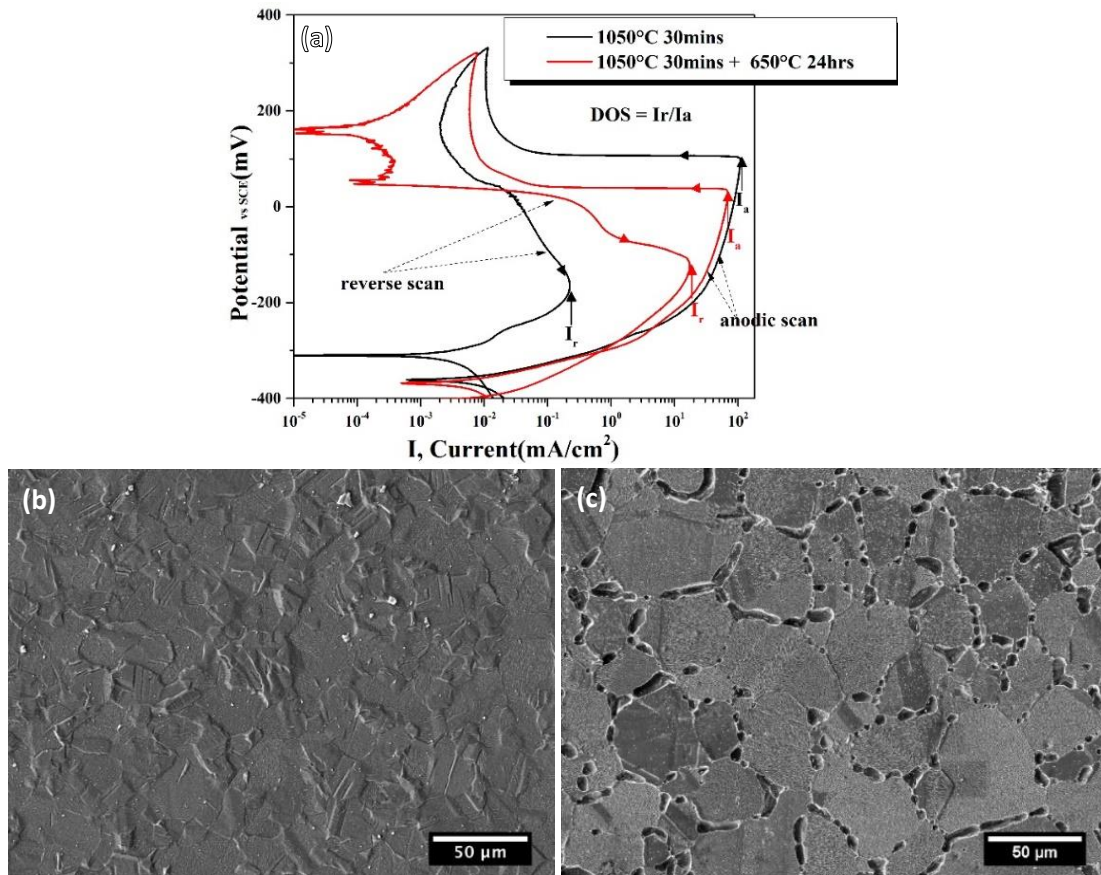 (a)
1050°C 30mins
1050°C 30mins + 650°C 24hrs
DOS = Ir/Ia
400
200
0
-200
-400
Potential vs SCE(mV)
Ia
Ia
reverse scan
Ir
Ir
anodic scan
10-5
10-4
10-3
10-2
10-1
100
101
102
I, Current(mA/cm2)
(b)
50 µm
(c)
50 µm